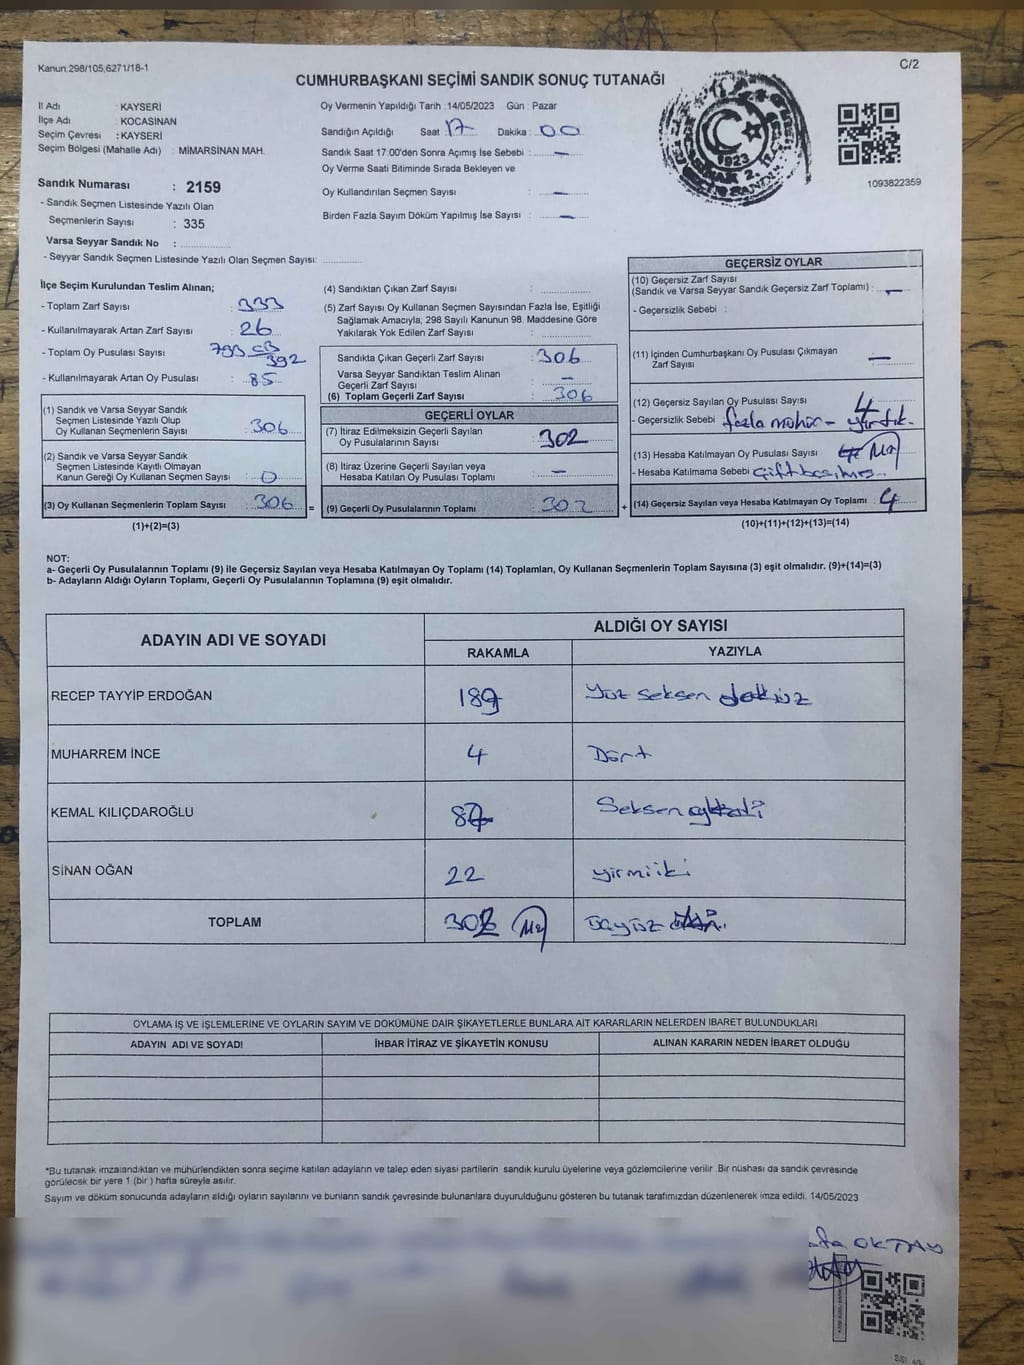 Kanun:298/105,6271/18-1
C/2
CUMHURBAŞKANI SEÇİMİ SANDIK SONUÇ TUTANAĞI
İl Adı : KAYSERİ
İlçe Adı : KOCASİNAN
Seçim Çevresi : KAYSERİ
Seçim Bölgesi (Mahalle Adı) : MİMARSİNAN MAH.
Sandık Numarası : 2159
- Sandık Seçmen Listesinde Yazılı Olan
Seçmenlerin Sayısı : 335
Varsa Seyyar Sandık No :
- Seyyar Sandık Seçmen Listesinde Yazılı Olan Seçmen Sayısı:
Oy Vermenin Yapıldığı Tarih :14/05/2023 Gün : Pazar
Sandığın Açıldığı Saat : 17 Dakika : 00
Sandık Saat 17:00'den Sonra Açımış İse Sebebi : —
Oy Verme Saati Bitiminde Sırada Bekleyen ve
Oy Kullandırılan Seçmen Sayısı : —
Birden Fazla Sayım Döküm Yapılmış İse Sayısı : —
1923
1093822359
İlçe Seçim Kurulundan Teslim Alınan;
- Toplam Zarf Sayısı : 333
- Kullanılmayarak Artan Zarf Sayısı : 26
- Toplam Oy Pusulası Sayısı : 392
- Kullanılmayarak Artan Oy Pusulası : 85
(1) Sandık ve Varsa Seyyar Sandık
Seçmen Listesinde Yazılı Olup
Oy Kullanan Seçmenlerin Sayısı : 306
(2) Sandık ve Varsa Seyyar Sandık
Seçmen Listesinde Kayıtlı Olmayan
Kanun Gereği Oy Kullanan Seçmen Sayısı : 0
(3) Oy Kullanan Seçmenlerin Toplam Sayısı : 306 =
(1)+(2)=(3)
(4) Sandıktan Çıkan Zarf Sayısı :
(5) Zarf Sayısı Oy Kullanan Seçmen Sayısından Fazla İse, Eşitliği
Sağlamak Amacıyla, 298 Sayılı Kanunun 98. Maddesine Göre
Yakılarak Yok Edilen Zarf Sayısı :
Sandıkta Çıkan Geçerli Zarf Sayısı : 306
Varsa Seyyar Sandıktan Teslim Alınan
Geçerli Zarf Sayısı : —
(6) Toplam Geçerli Zarf Sayısı : 306
GEÇERLİ OYLAR
(7) İtiraz Edilmeksizin Geçerli Sayılan
Oy Pusulalarının Sayısı : 302
(8) İtiraz Üzerine Geçerli Sayılan veya
Hesaba Katılan Oy Pusulası Toplamı : —
(9) Geçerli Oy Pusulalarının Toplamı : 302 +
GEÇERSİZ OYLAR
(10) Geçersiz Zarf Sayısı
(Sandık ve Varsa Seyyar Sandık Geçersiz Zarf Toplamı) : —
- Geçersizlik Sebebi :
(11) İçinden Cumhurbaşkanı Oy Pusulası Çıkmayan
Zarf Sayısı : —
(12) Geçersiz Sayılan Oy Pusulası Sayısı : 4
- Geçersizlik Sebebi : fazla mühür - yırtık.
(13) Hesaba Katılmayan Oy Pusulası Sayısı
- Hesaba Katılmama Sebebi : Çift basılmış
(14) Geçersiz Sayılan veya Hesaba Katılmayan Oy Toplamı : 4
(10)+(11)+(12)+(13)=(14)
NOT:
a- Geçerli Oy Pusulalarının Toplamı (9) ile Geçersiz Sayılan veya Hesaba Katılmayan Oy Toplamı (14) Toplamları, Oy Kullanan Seçmenlerin Toplam Sayısına (3) eşit olmalıdır. (9)+(14)=(3)
b- Adayların Aldığı Oyların Toplamı, Geçerli Oy Pusulalarının Toplamına (9) eşit olmalıdır.
ADAYIN ADI VE SOYADI
ALDIĞI OY SAYISI
RAKAMLA YAZIYLA
RECEP TAYYİP ERDOĞAN 189 Yüz seksen dokuz
MUHARREM İNCE 4 Dört
KEMAL KILIÇDAROĞLU 87 Seksen
SİNAN OĞAN 22 yirmi iki
TOPLAM 302 üçyüz iki
OYLAMA İŞ VE İŞLEMLERİNE VE OYLARIN SAYIM VE DÖKÜMÜNE DAİR ŞİKAYETLERLE BUNLARA AİT KARARLARIN NELERDEN İBARET BULUNDUKLARI
ADAYIN ADI VE SOYADI İHBAR İTİRAZ VE ŞİKAYETİN KONUSU ALINAN KARARIN NEDEN İBARET OLDUĞU
*Bu tutanak imzalandıktan ve mühürlendikten sonra seçime katılan adayların ve talep eden siyasi partilerin sandık kurulu üyelerine veya gözlemcilerine verilir .Bir nüshası da sandık çevresinde
görülecek bir yere 1 (bir ) hafta süreyle asılır.
Sayım ve döküm sonucunda adayların aldığı oyların sayılarını ve bunların sandık çevresinde bulunanlara duyurulduğunu gösteren bu tutanak tarafımızdan düzenlenerek imza edildi. 14/05/2023
OKTAY